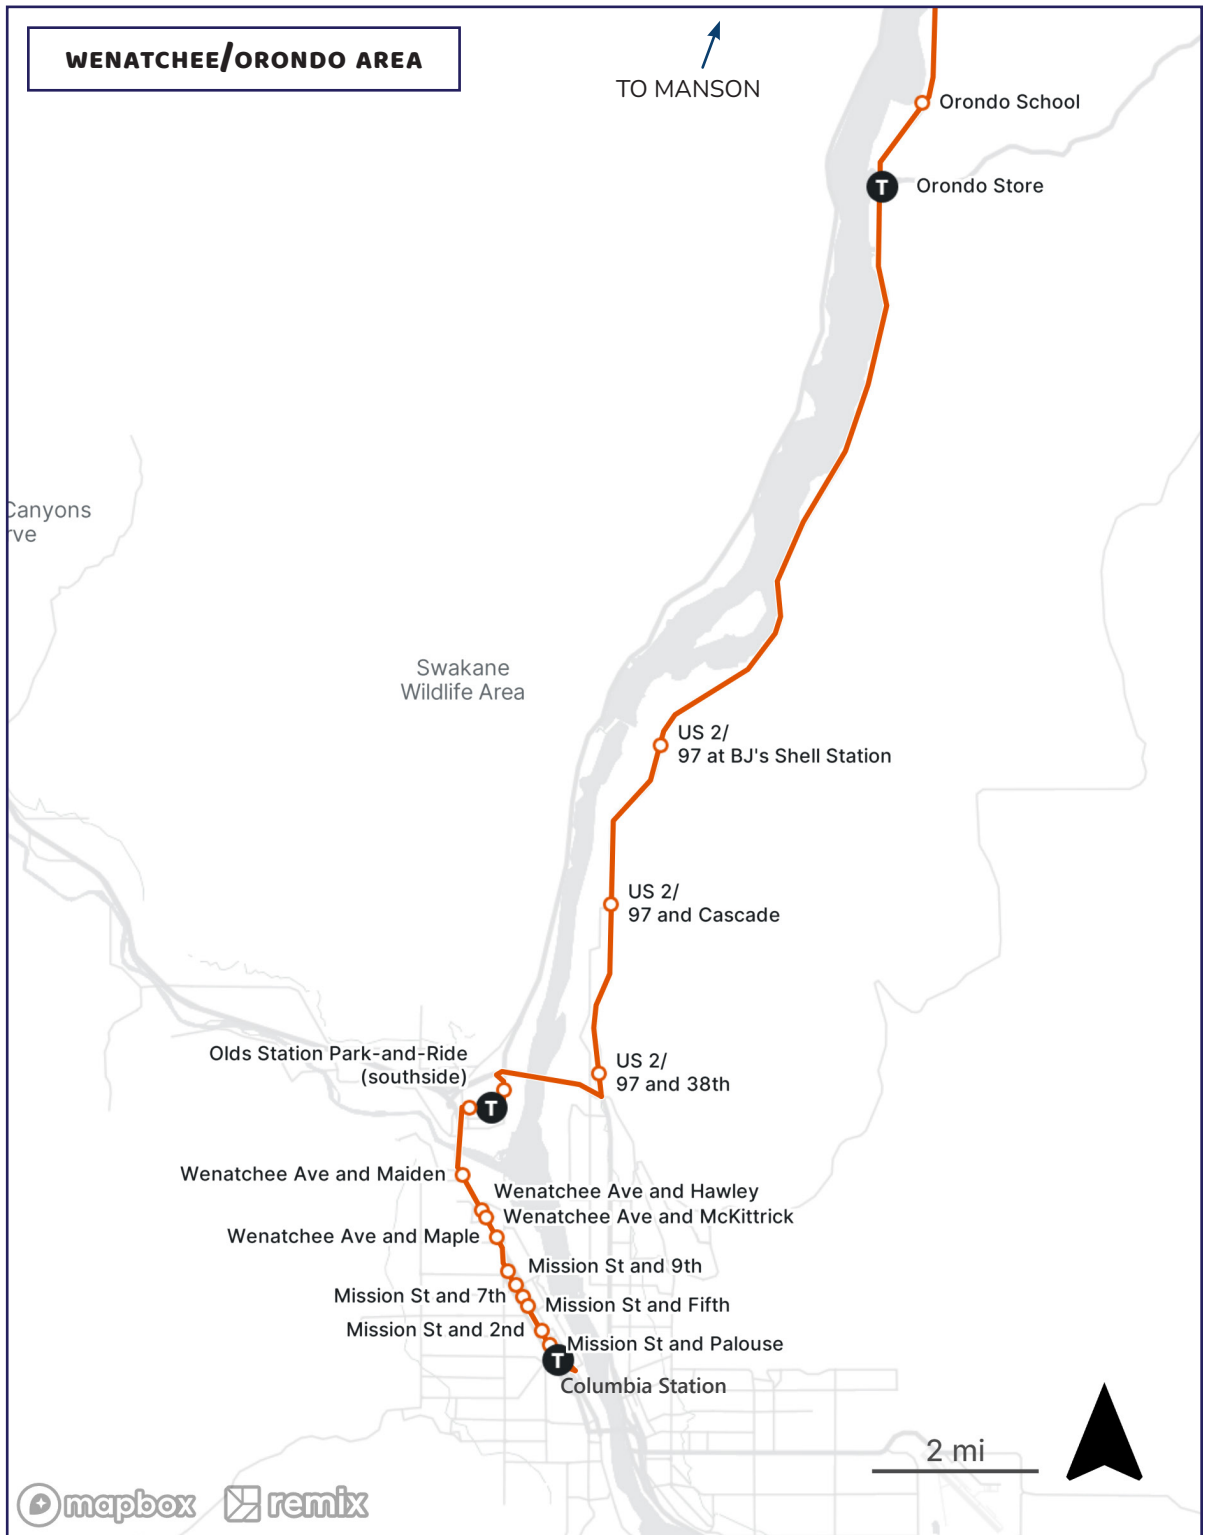 WENATCHEE/ORONDO AREA
TO MANSON
Orondo School
T
Orondo Store
Canyons
rve
Swakane
Wildlife Area
US 2/
97 at BJ's Shell Station
US 2/
97 and Cascade
Olds Station Park-and-Ride
(southside)
US 2/
97 and 38th
T
Wenatchee Ave and Maiden
Wenatchee Ave and Hawley
Wenatchee Ave and McKittrick
Wenatchee Ave and Maple
Mission St and 9th
Mission St and 7th
Mission St and Fifth
Mission St and 2nd
Mission St and Palouse
T
Columbia Station
2 mi
mapbox
remix